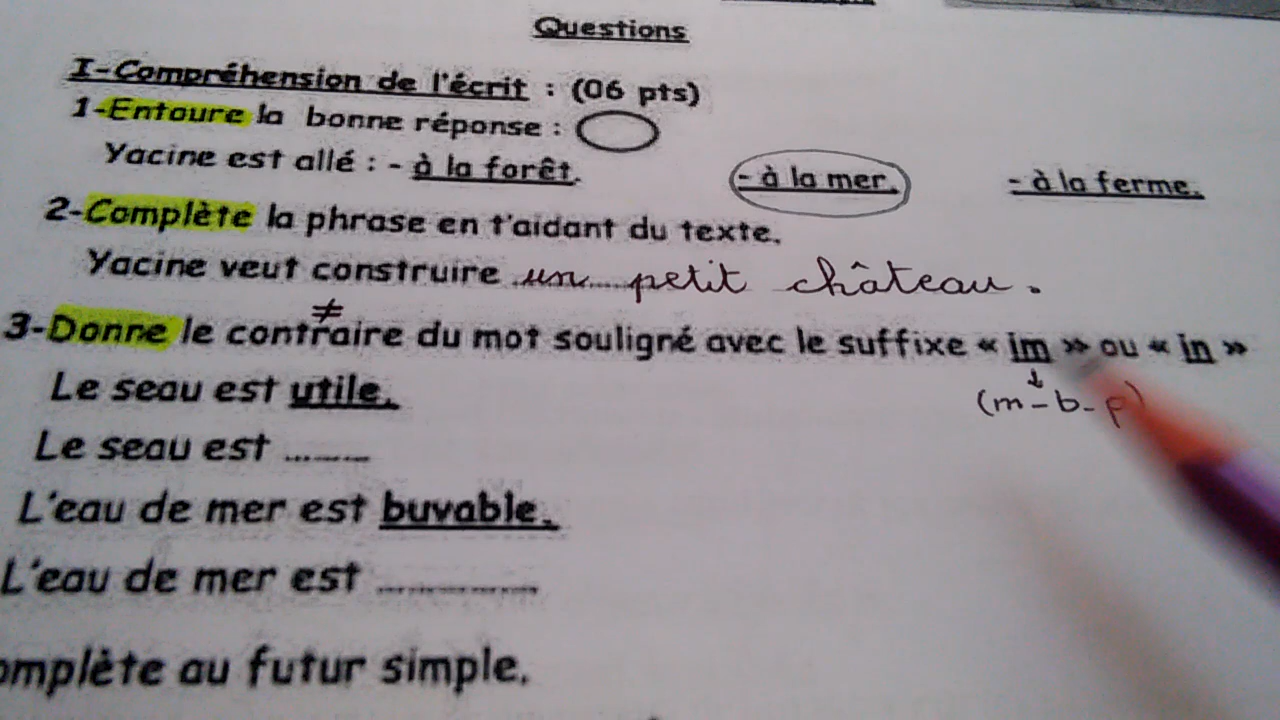 Questions
I-Compréhension de l'écrit : (06 pts)
1-Entoure la bonne réponse :
Yacine est allé : - à la forêt. - à la mer. - à la ferme.
2-Complète la phrase en t'aidant du texte.
Yacine veut construire un petit château.
≠
3-Donne le contraire du mot souligné avec le suffixe « im » ou « in »
(m-b-p)
Le seau est utile.
Le seau est ........
L'eau de mer est buvable.
L'eau de mer est ................
omplète au futur simple.